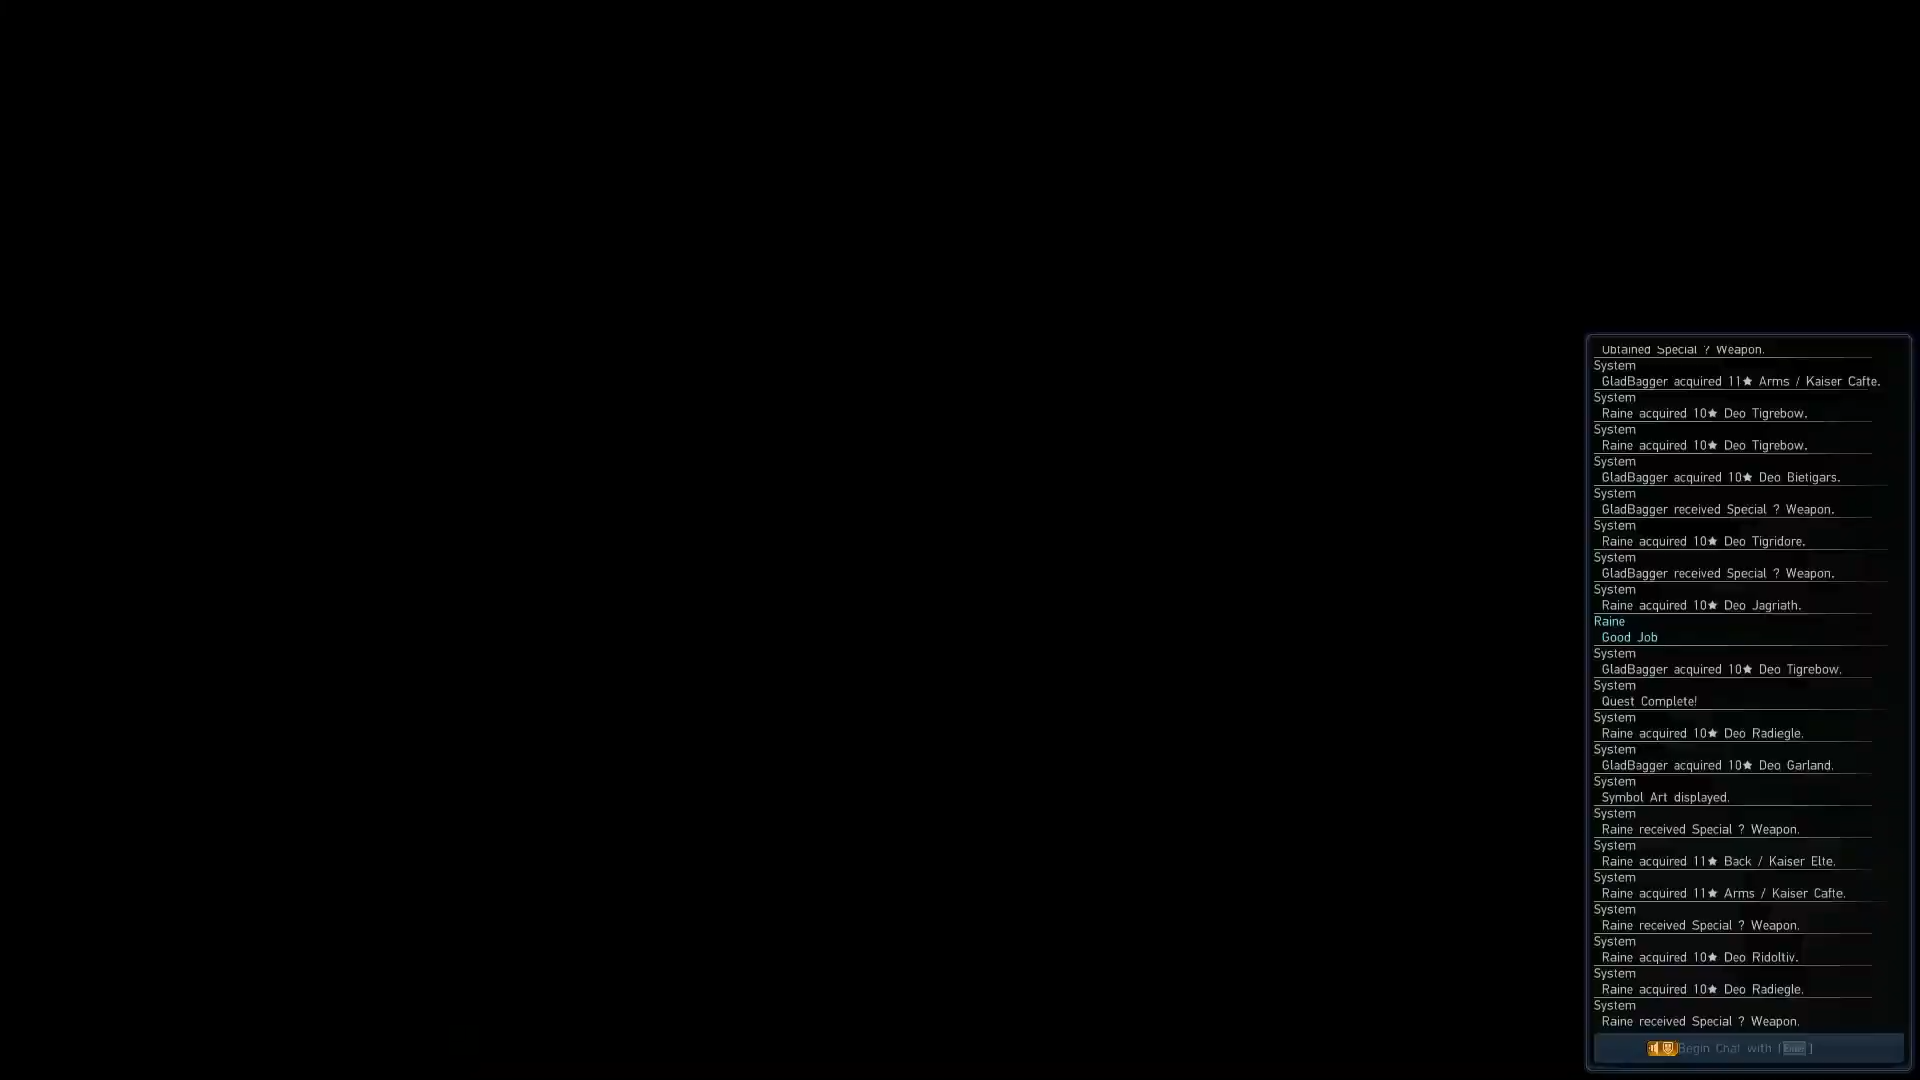 Obtained Special ? Weapon.
System
GladBagger acquired 11★ Arms / Kaiser Cafte.
System
Raine acquired 10★ Deo Tigrebow.
System
Raine acquired 10★ Deo Tigrebow.
System
GladBagger acquired 10★ Deo Bietigars.
System
GladBagger received Special ? Weapon.
System
Raine acquired 10★ Deo Tigridore.
System
GladBagger received Special ? Weapon.
System
Raine acquired 10★ Deo Jagriath.
Raine
Good Job
System
GladBagger acquired 10★ Deo Tigrebow.
System
Quest Complete!
System
Raine acquired 10★ Deo Radiegle.
System
GladBagger acquired 10★ Deo Garland.
System
Symbol Art displayed.
System
Raine received Special ? Weapon.
System
Raine acquired 11★ Back / Kaiser Elte.
System
Raine acquired 11★ Arms / Kaiser Cafte.
System
Raine received Special ? Weapon.
System
Raine acquired 10★ Deo Ridoltiv.
System
Raine acquired 10★ Deo Radiegle.
System
Raine received Special ? Weapon.
Begin Chat with [Enter]